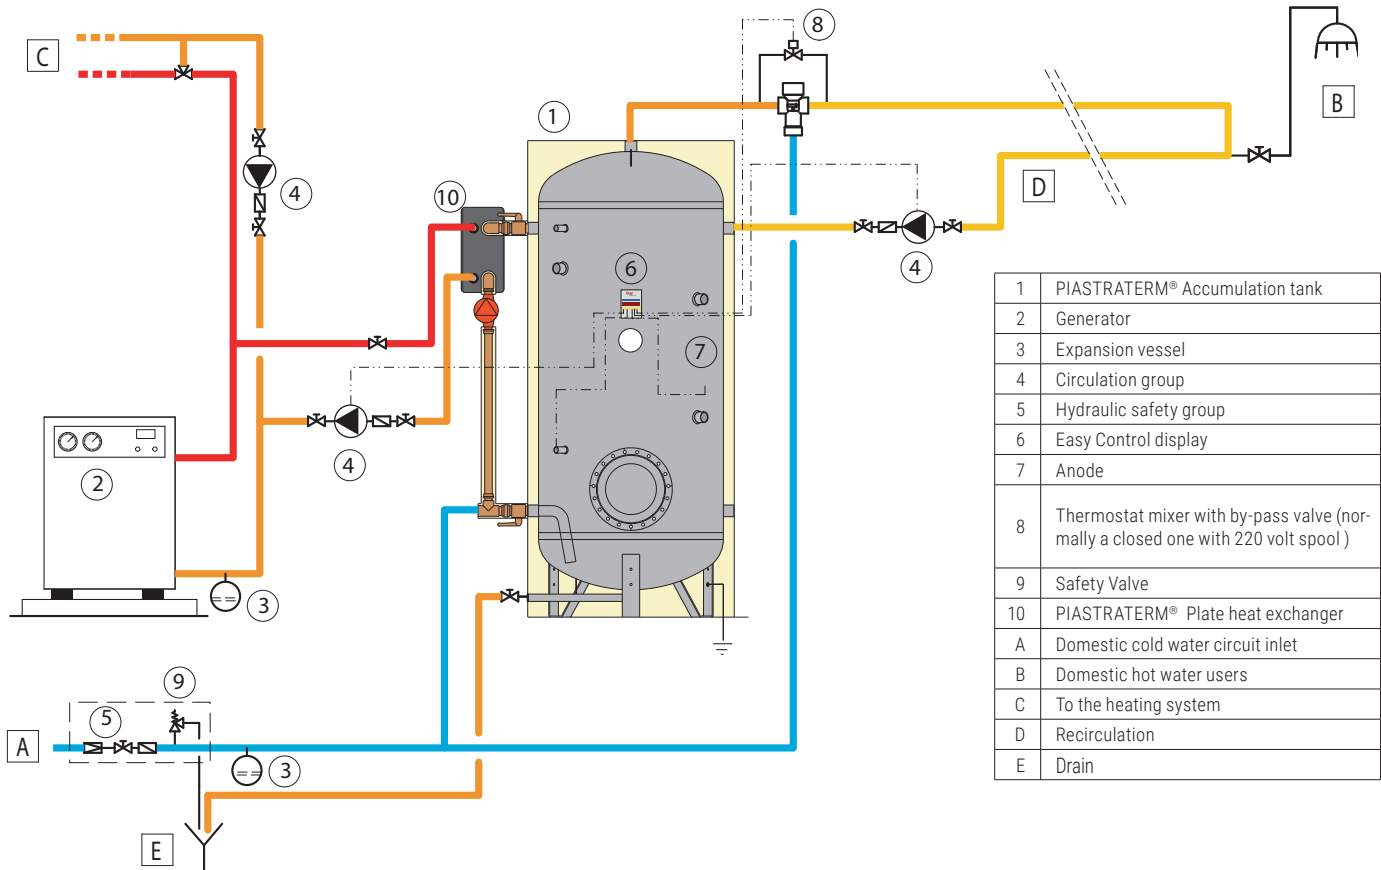 C
8
1
B
4
10
D
6
4
7
4
2
3
9
5
A
3
E
1 PIASTRATERM® Accumulation tank
2 Generator
3 Expansion vessel
4 Circulation group
5 Hydraulic safety group
6 Easy Control display
7 Anode
8 Thermostat mixer with by-pass valve (nor-
mally a closed one with 220 volt spool )
9 Safety Valve
10 PIASTRATERM® Plate heat exchanger
A Domestic cold water circuit inlet
B Domestic hot water users
C To the heating system
D Recirculation
E Drain